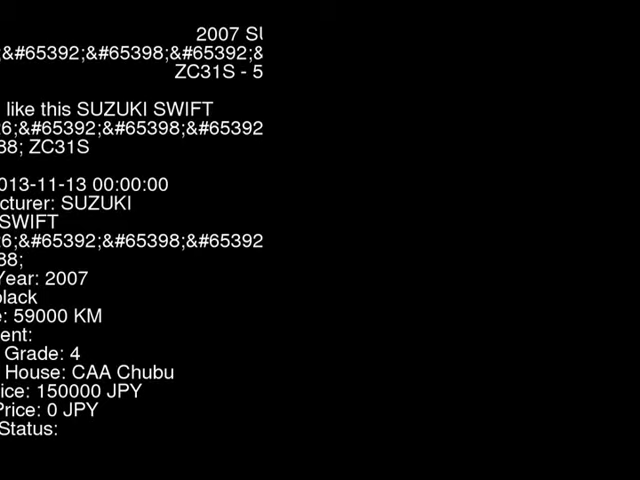 2007 SU
;&#65392;&#65398;&#65392;&
ZC31S - 5
like this SUZUKI SWIFT
26;&#65392;&#65398;&#65392
88; ZC31S
013-11-13 00:00:00
cturer: SUZUKI
SWIFT
26;&#65392;&#65398;&#65392
88;
Year: 2007
black
e: 59000 KM
ent:
Grade: 4
House: CAA Chubu
ice: 150000 JPY
Price: 0 JPY
Status: